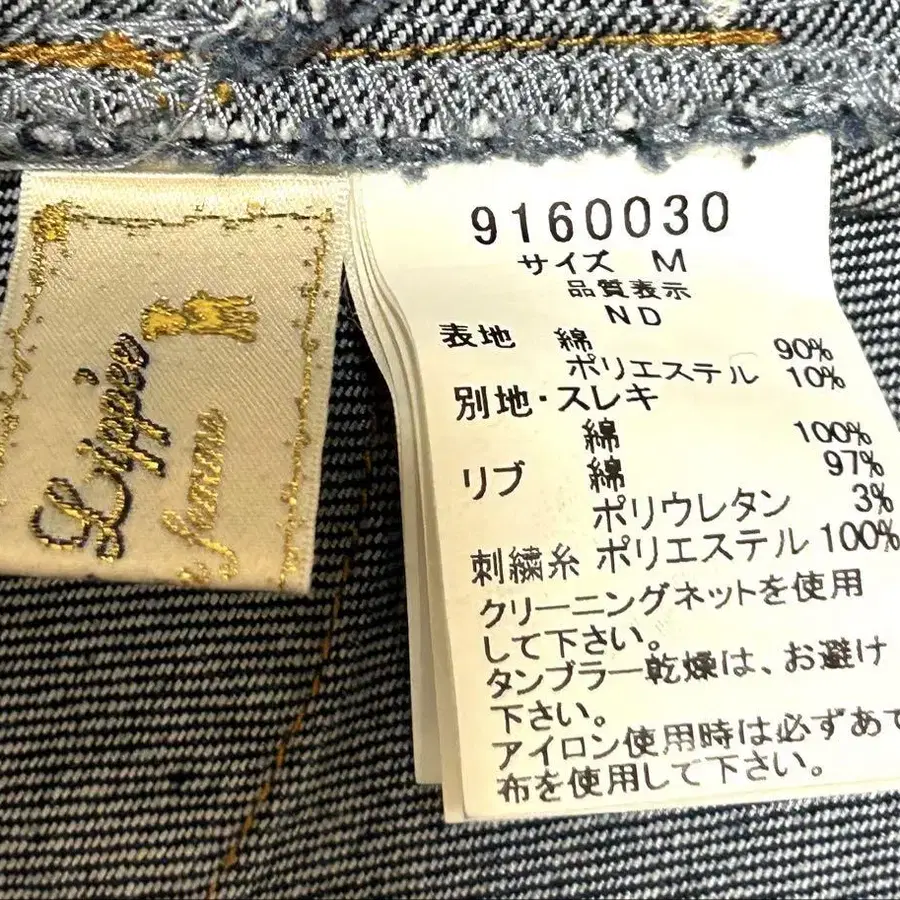 9160030
サイズ M
品質表示
ND
表地 綿 90%
ポリエステル 10%
別地・スレキ
綿 100%
リブ 綿 97%
ポリウレタン 3%
刺繍糸 ポリエステル 100%
クリーニングネットを使用
して下さい。
タンブラー乾燥は、お避け
下さい。
アイロン使用時は必ずあて
布を使用して下さい。